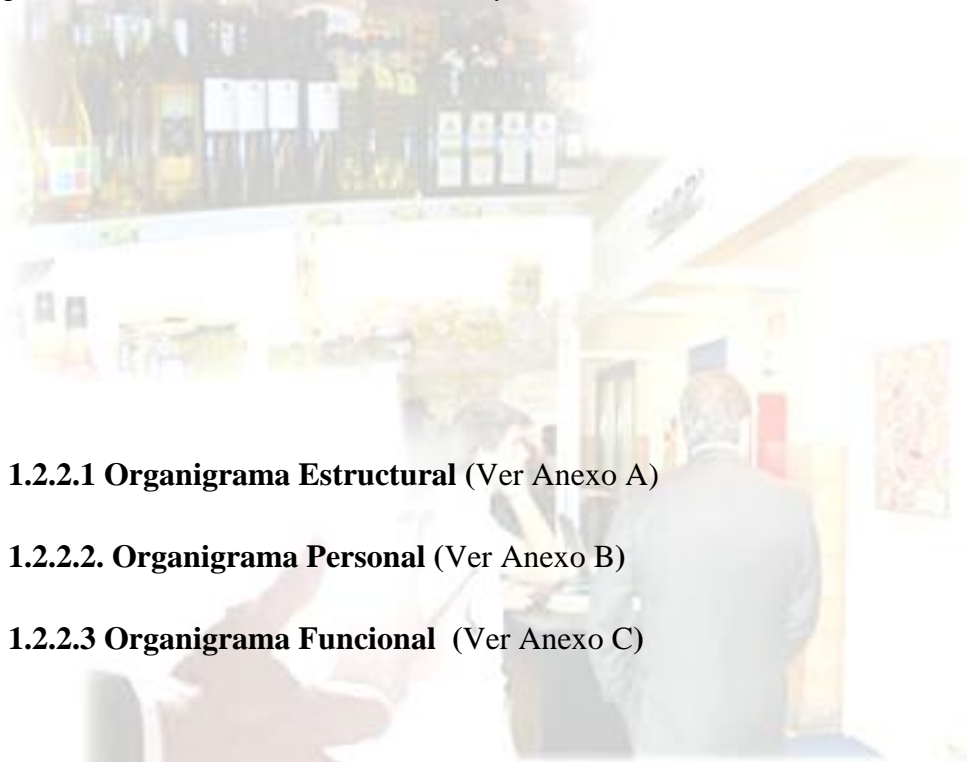 1.2.2.1 Organigrama Estructural (Ver Anexo A)
1.2.2.2. Organigrama Personal (Ver Anexo B)
1.2.2.3 Organigrama Funcional (Ver Anexo C)